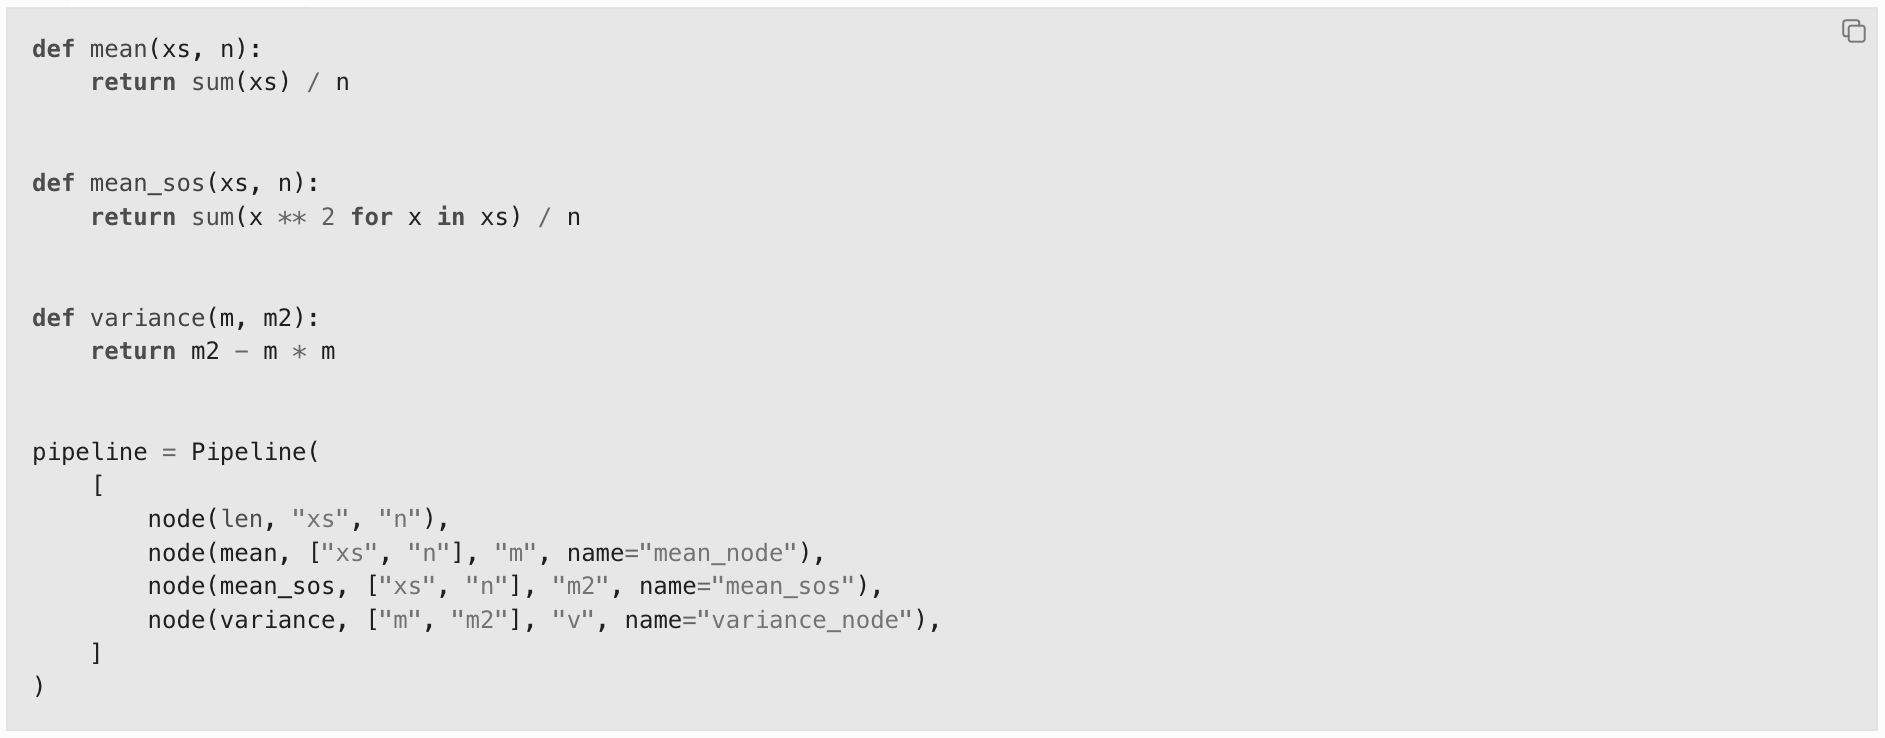 def mean(xs, n):
    return sum(xs) / n
def mean_sos(xs, n):
    return sum(x ** 2 for x in xs) / n
def variance(m, m2):
    return m2 - m * m
pipeline = Pipeline(
    [
        node(len, "xs", "n"),
        node(mean, ["xs", "n"], "m", name="mean_node"),
        node(mean_sos, ["xs", "n"], "m2", name="mean_sos"),
        node(variance, ["m", "m2"], "v", name="variance_node"),
    ]
)